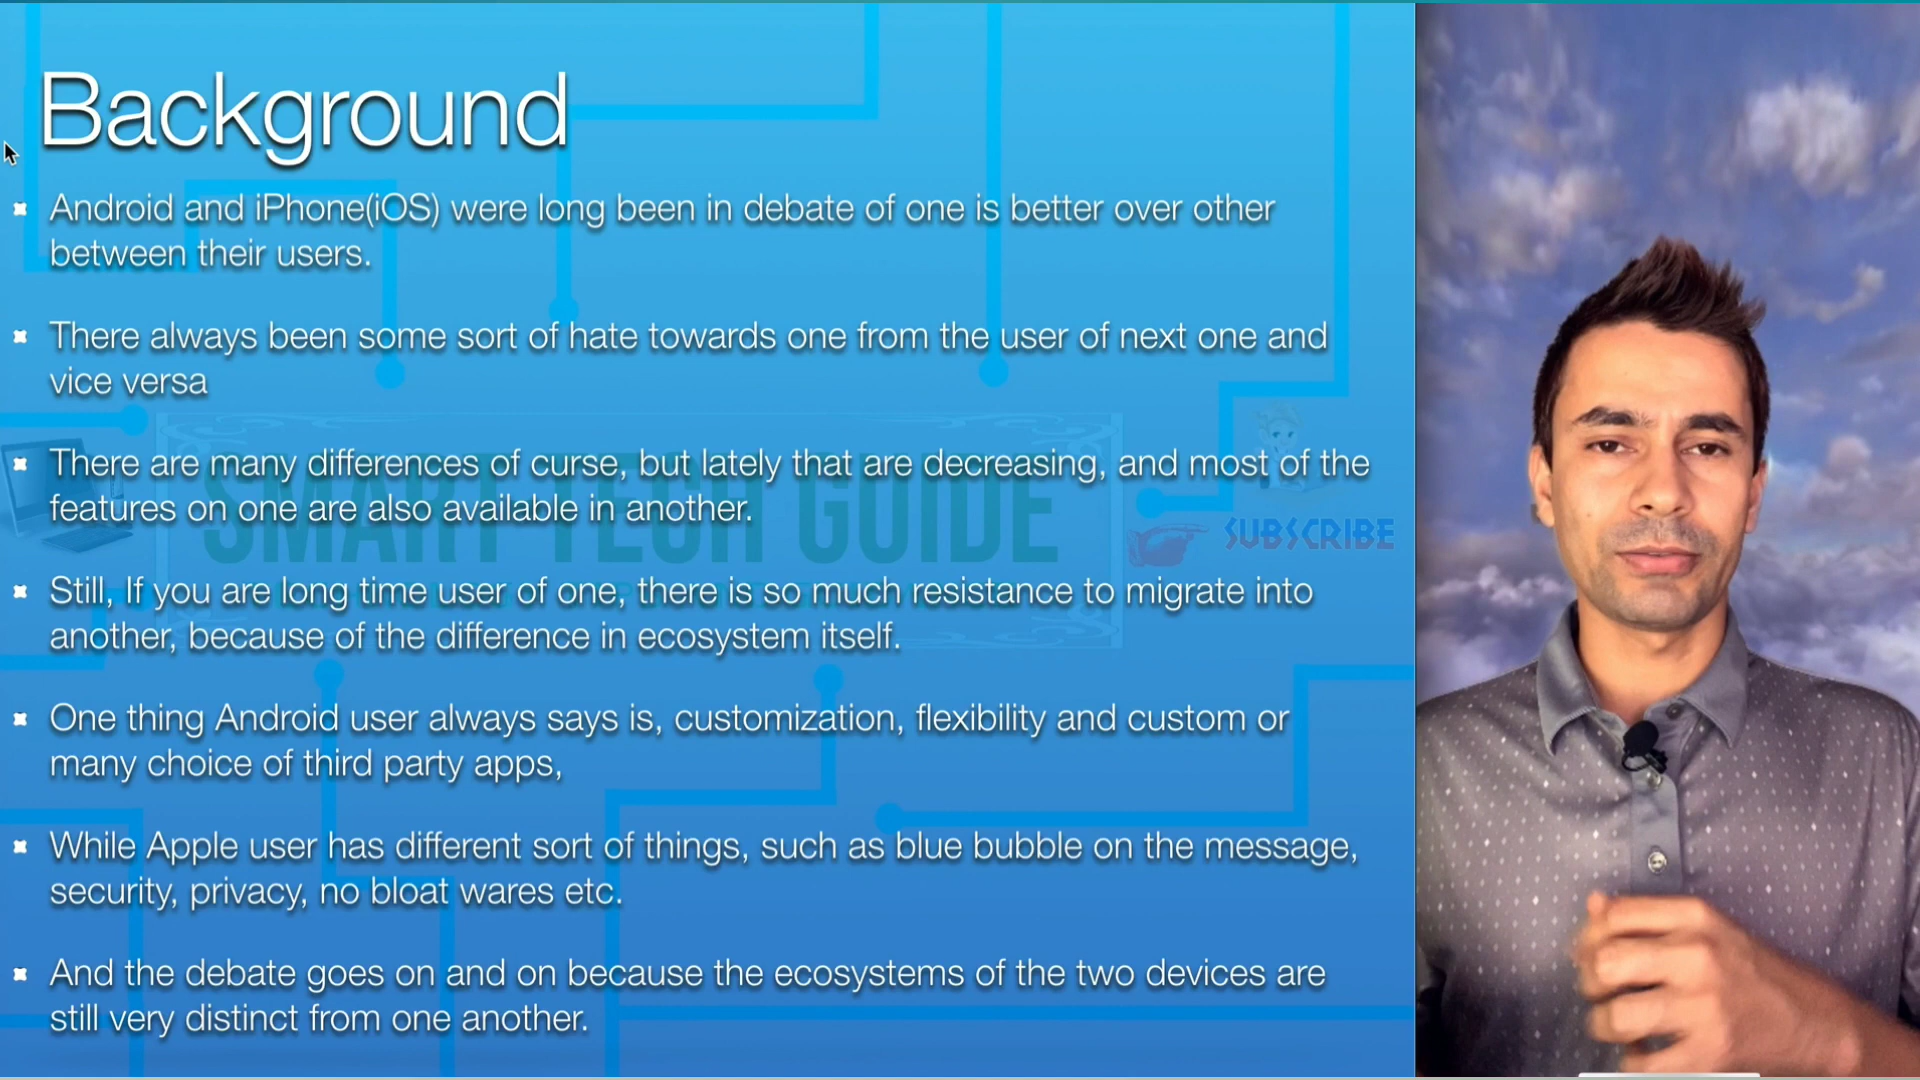 Background
Android and iPhone(iOS) were long been in debate of one is better over other
between their users.
There always been some sort of hate towards one from the user of next one and
vice versa
There are many differences of curse, but lately that are decreasing, and most of the
features on one are also available in another.
SMART TECH GUIDE
SUBSCRIBE
Still, If you are long time user of one, there is so much resistance to migrate into
another, because of the difference in ecosystem itself.
One thing Android user always says is, customization, flexibility and custom or
many choice of third party apps,
While Apple user has different sort of things, such as blue bubble on the message,
security, privacy, no bloat wares etc.
And the debate goes on and on because the ecosystems of the two devices are
still very distinct from one another.